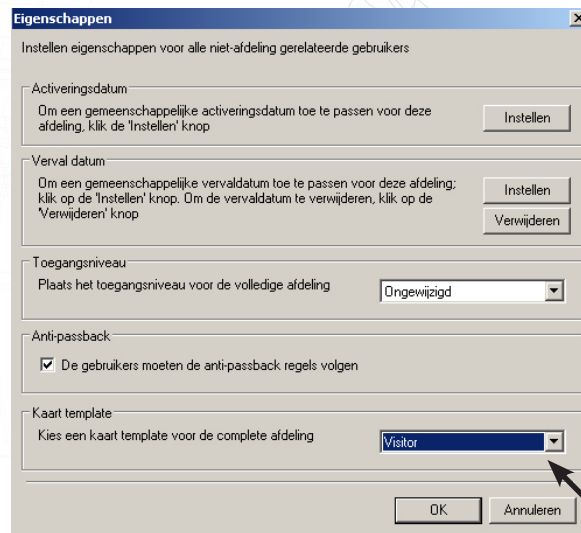 Eigenschappen
Instellen eigenschappen voor alle niet-afdeling gerelateerde gebruikers
Activeringsdatum
Om een gemeenschappelijke activeringsdatum toe te passen voor deze
afdeling, klik de 'Instellen' knop
Instellen
Verval datum
Om een gemeenschappelijke vervaldatum toe te passen voor deze afdeling;
klik op de 'Instellen' knop. Om de vervaldatum te verwijderen, klik op de
'Verwijderen' knop
Instellen
Verwijderen
Toegangsniveau
Plaats het toegangsniveau voor de volledige afdeling
Ongewijzigd
Anti-passback
De gebruikers moeten de anti-passback regels volgen
Kaart template
Kies een kaart template voor de complete afdeling
Visitor
OK
Annuleren